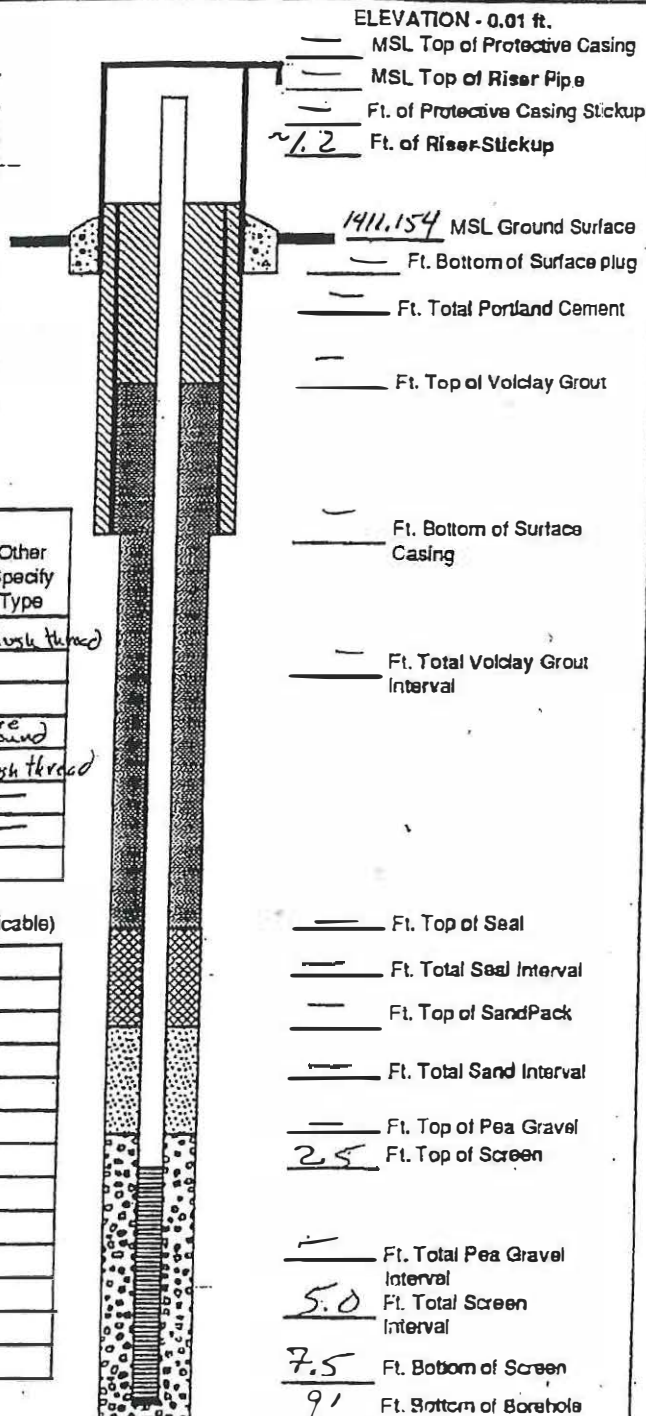 ELEVATION - 0.01 ft.
— MSL Top of Protective Casing
— MSL Top of Riser Pipe
— Ft. of Protective Casing Stickup
~1.2 Ft. of Riser Stickup
1411.154 MSL Ground Surface
— Ft. Bottom of Surface plug
— Ft. Total Portland Cement
— Ft. Top of Volclay Grout
— Ft. Bottom of Surface
Casing
— Ft. Total Volclay Grout
Interval
Other
Specify
Type
ush thread
sh thread
cable)
— Ft. Top of Seal
— Ft. Total Seal Interval
— Ft. Top of SandPack
— Ft. Total Sand Interval
— Ft. Top of Pea Gravel
2.5 Ft. Top of Screen
— Ft. Total Pea Gravel
Interval
5.0 Ft. Total Screen
Interval
7.5 Ft. Bottom of Screen
9' Ft. Bottom of Borehole